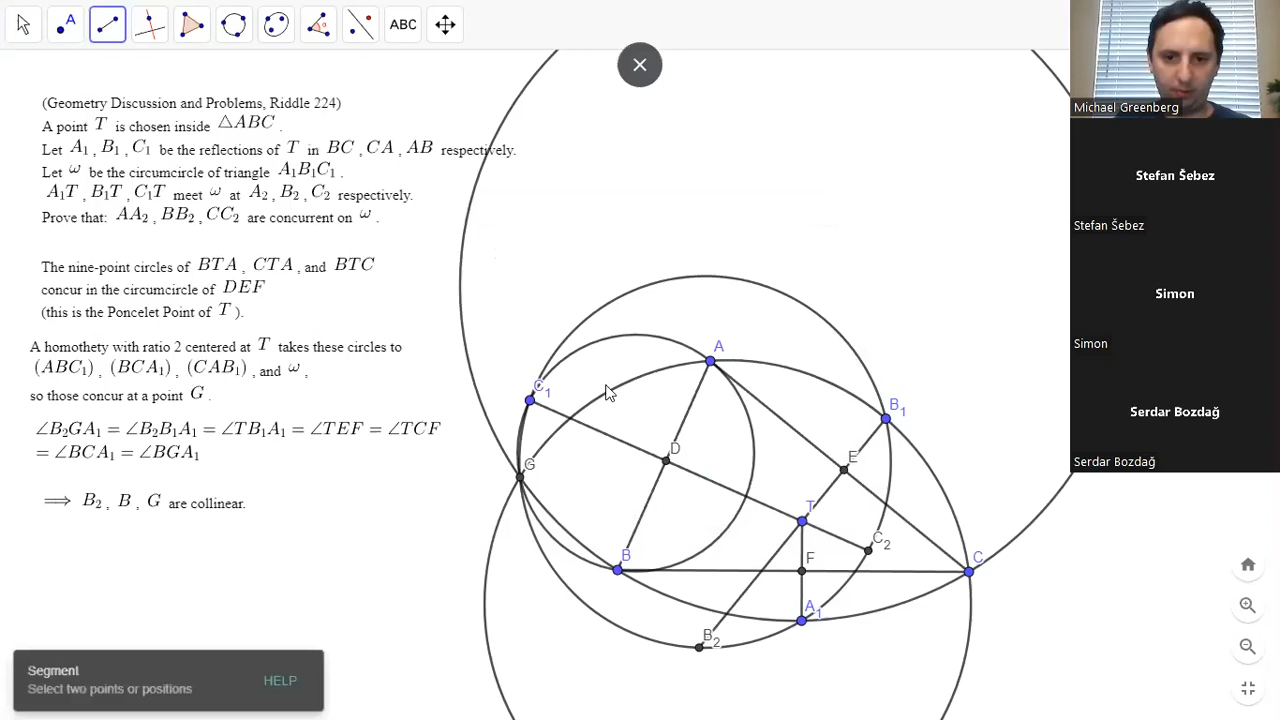 A
ABC
(Geometry Discussion and Problems, Riddle 224)
A point T is chosen inside △ABC .
Let A₁ , B₁ , C₁ be the reflections of T in BC , CA , AB respectively.
Let ω be the circumcircle of triangle A₁B₁C₁ .
A₁T , B₁T , C₁T meet ω at A₂ , B₂ , C₂ respectively.
Prove that: AA₂ , BB₂ , CC₂ are concurrent on ω .
The nine-point circles of BTA , CTA , and BTC
concur in the circumcircle of DEF
(this is the Poncelet Point of T ).
A homothety with ratio 2 centered at T takes these circles to
(ABC₁) , (BCA₁) , (CAB₁) , and ω ,
so those concur at a point G .
∠B₂GA₁ = ∠B₂B₁A₁ = ∠TB₁A₁ = ∠TEF = ∠TCF
= ∠BCA₁ = ∠BGA₁
⟹ B₂ , B , G are collinear.
A
C₁
B₁
D
E
G
T
C₂
B
F
C
A₁
B₂
Segment
Select two points or positions
HELP
Michael Greenberg
Stefan Šebez
Stefan Šebez
Simon
Simon
Serdar Bozdağ
Serdar Bozdağ